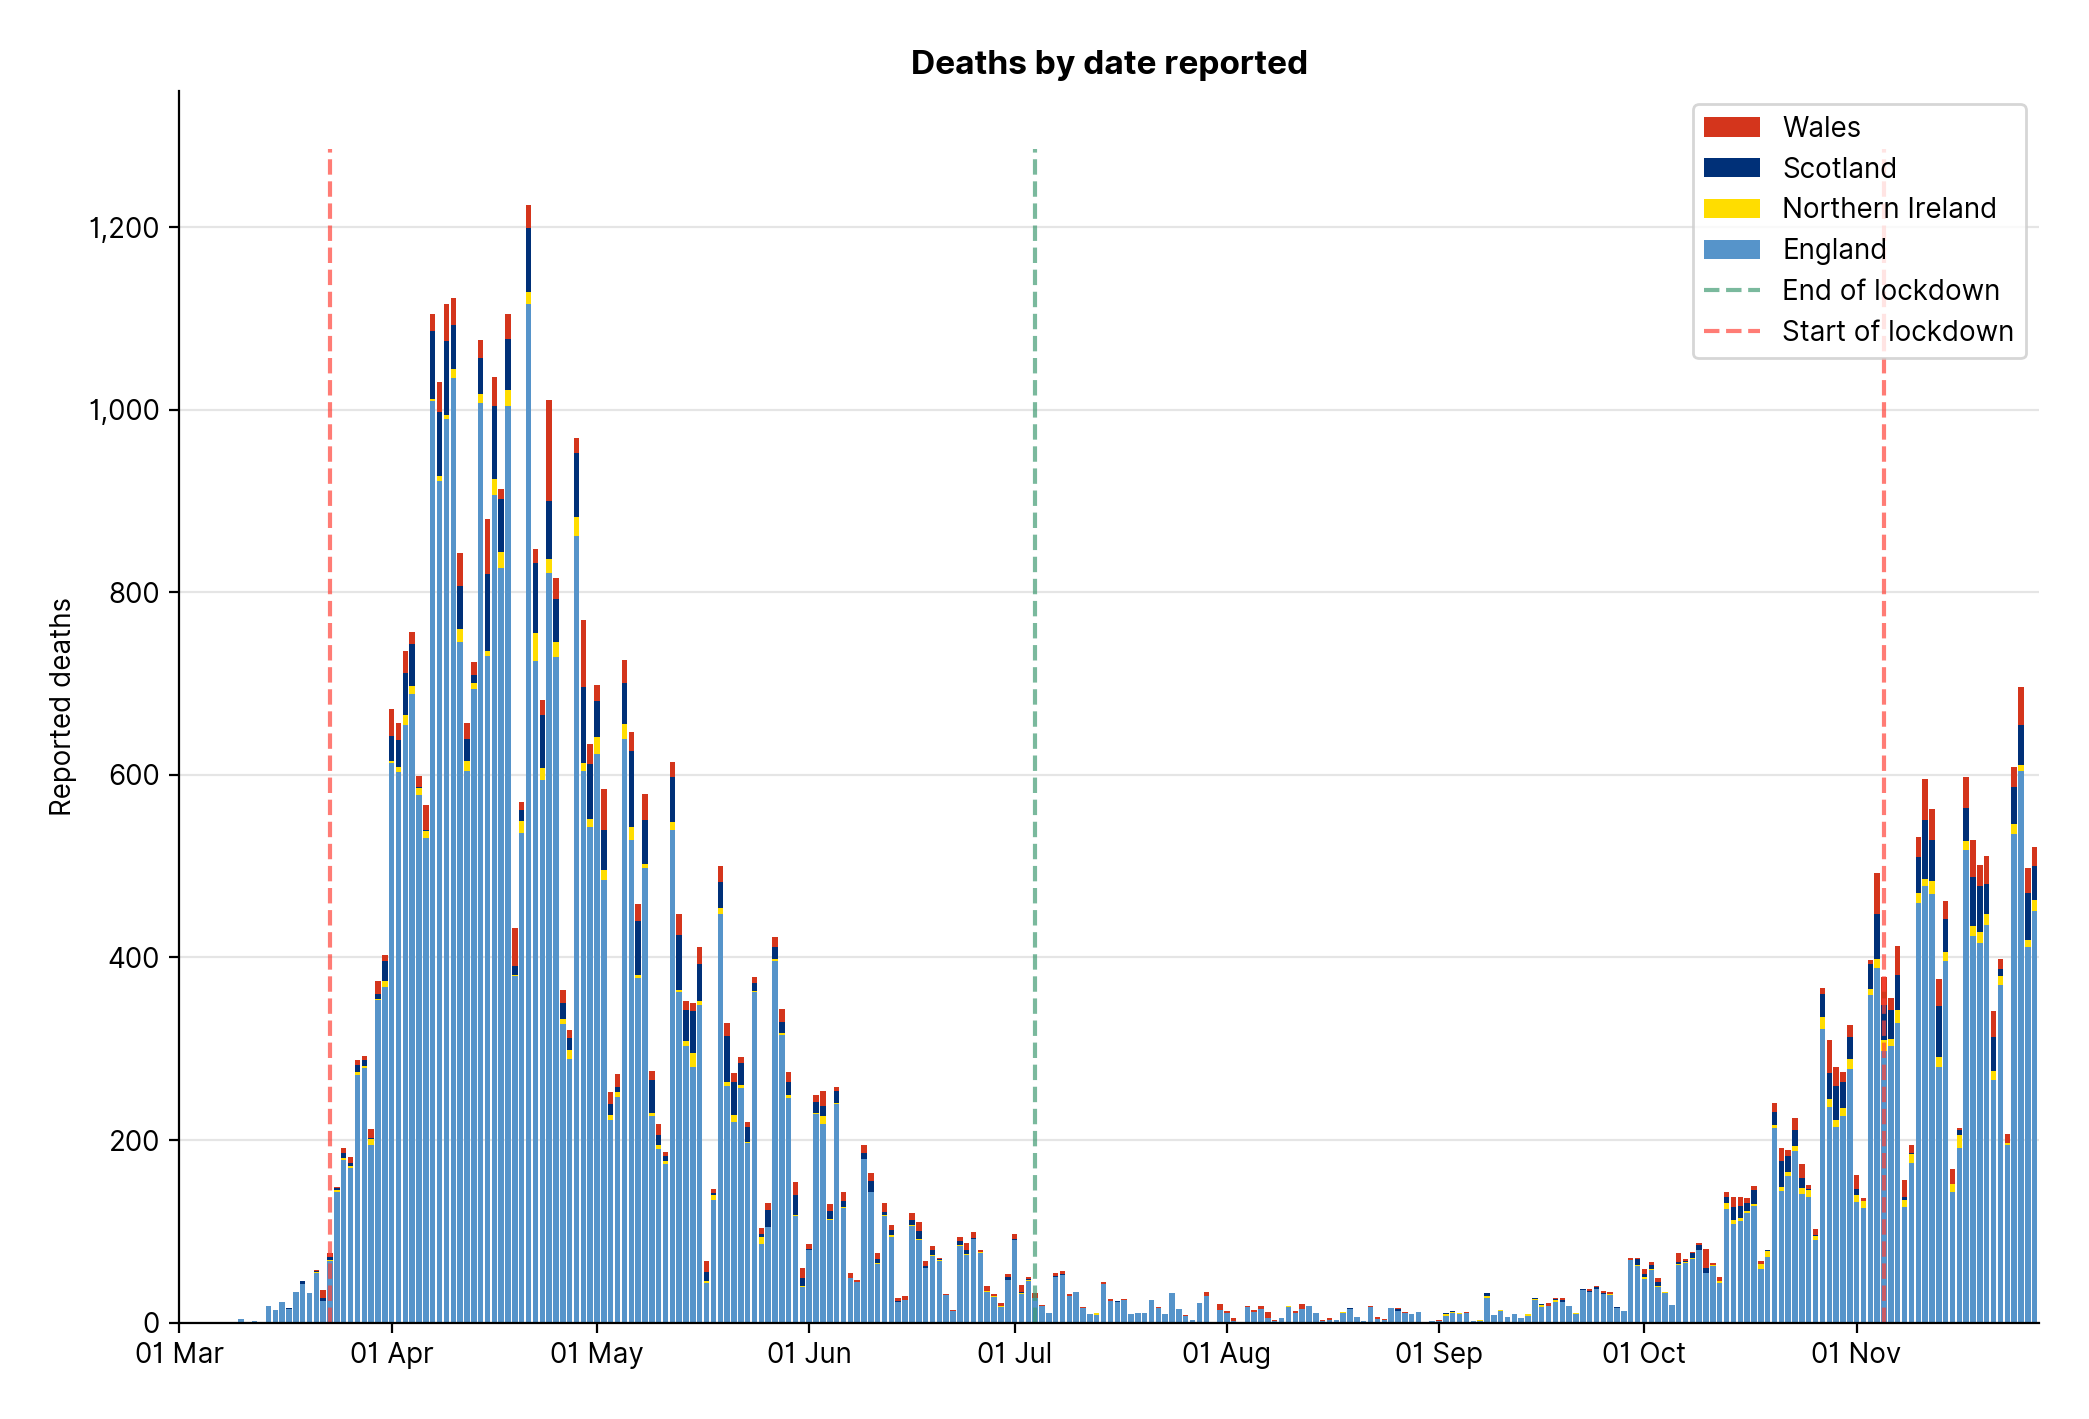 Deaths by date reported
Wales
Scotland
Northern Ireland
England
End of lockdown
Start of lockdown
Reported deaths
1,200
1,000
800
600
400
200
0
01 Mar
01 Apr
01 May
01 Jun
01 Jul
01 Aug
01 Sep
01 Oct
01 Nov